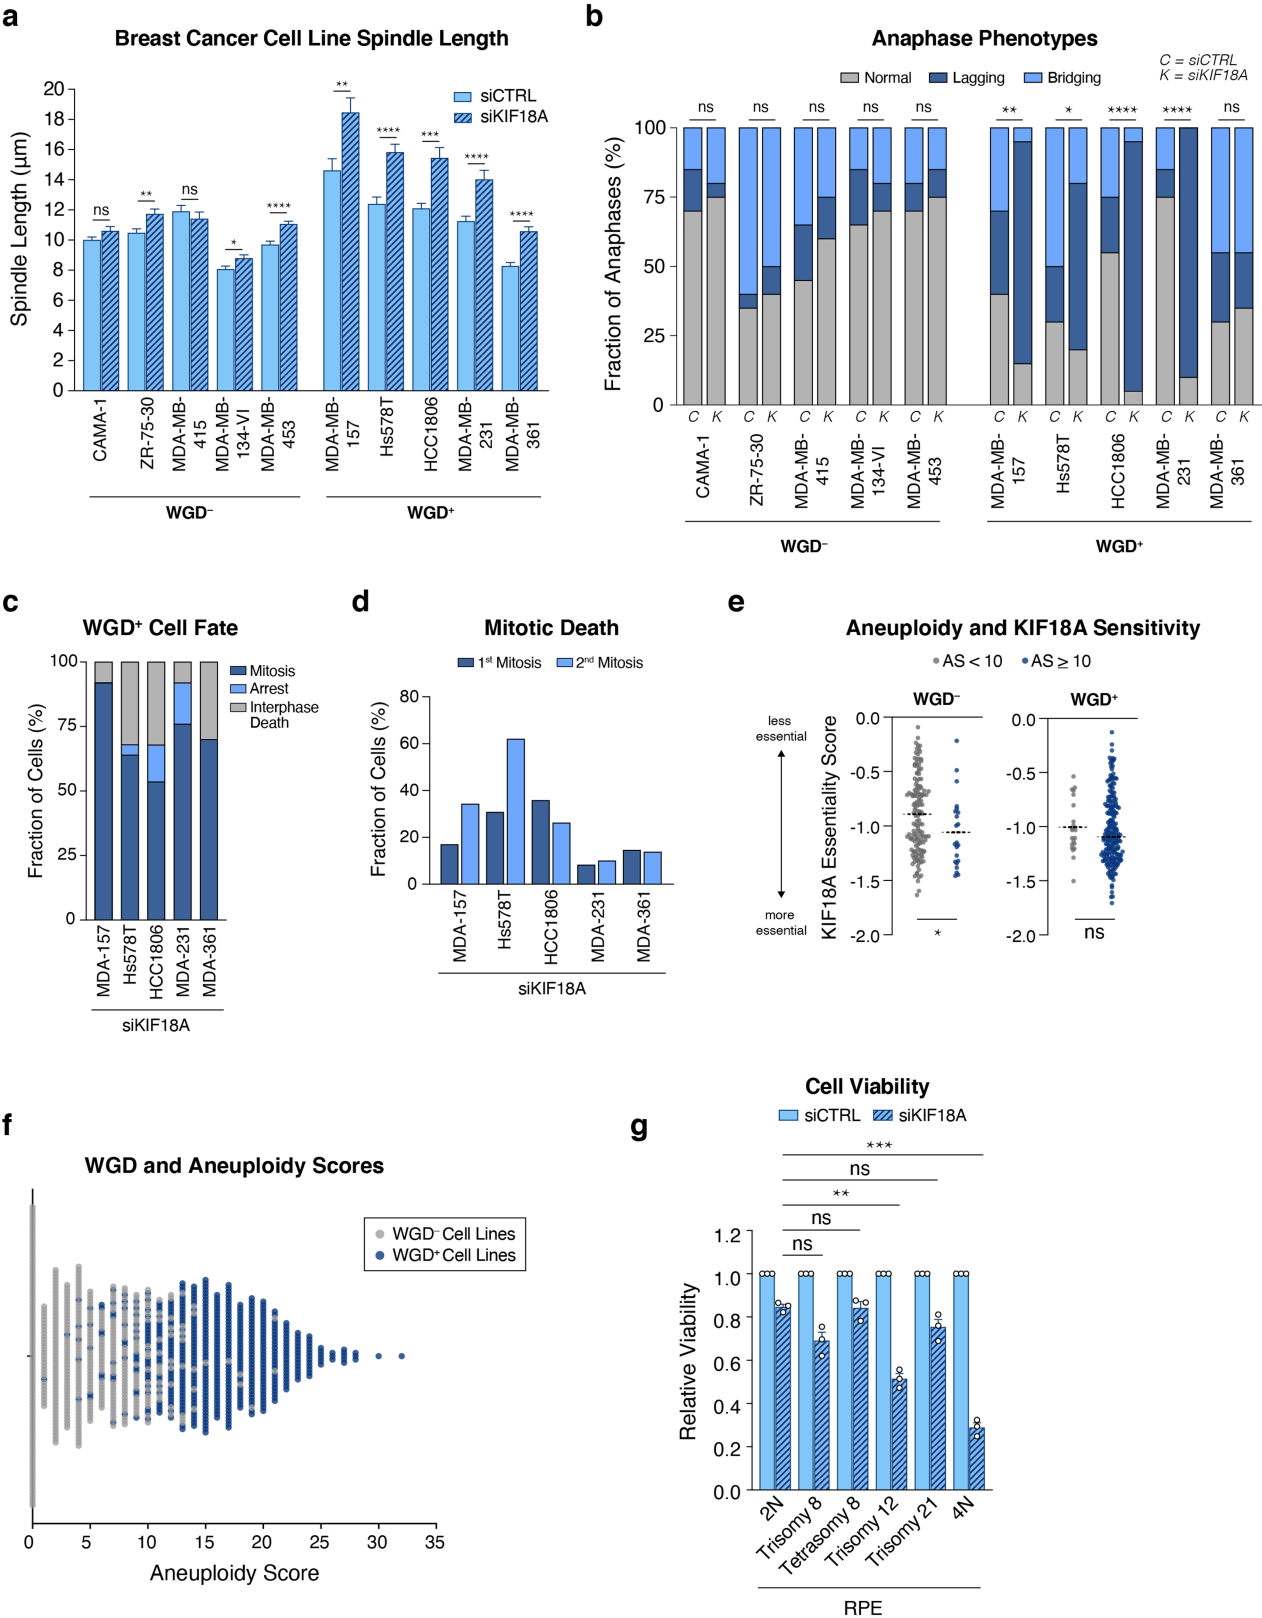 a
Breast Cancer Cell Line Spindle Length
Spindle Length (µm)
20
18
16
14
12
10
8
6
4
2
0
siCTRL
siKIF18A
ns
**
ns
*
****
**
****
***
****
****
CAMA-1
ZR-75-30
MDA-MB-
415
MDA-MB-
134-VI
MDA-MB-
453
MDA-MB-
157
Hs578T
HCC1806
MDA-MB-
231
MDA-MB-
361
WGD⁻
WGD⁺
b
Anaphase Phenotypes
C = siCTRL
K = siKIF18A
Normal
Lagging
Bridging
Fraction of Anaphases (%)
100
75
50
25
0
ns
ns
ns
ns
ns
**
*
****
****
ns
C K C K C K C K C K C K C K C K C K C K
CAMA-1
ZR-75-30
MDA-MB-
415
MDA-MB-
134-VI
MDA-MB-
453
MDA-MB-
157
Hs578T
HCC1806
MDA-MB-
231
MDA-MB-
361
WGD⁻
WGD⁺
c
WGD⁺ Cell Fate
Fraction of Cells (%)
100
75
50
25
0
Mitosis
Arrest
Interphase
Death
MDA-157
Hs578T
HCC1806
MDA-231
MDA-361
siKIF18A
d
Mitotic Death
1st Mitosis
2nd Mitosis
Fraction of Cells (%)
80
60
40
20
0
MDA-157
Hs578T
HCC1806
MDA-231
MDA-361
siKIF18A
e
Aneuploidy and KIF18A Sensitivity
AS < 10
AS ≥ 10
less
essential
more
essential
KIF18A Essentiality Score
WGD⁻
0.0
-0.5
-1.0
-1.5
-2.0
*
WGD⁺
0.0
-0.5
-1.0
-1.5
-2.0
ns
f
WGD and Aneuploidy Scores
WGD⁻ Cell Lines
WGD⁺ Cell Lines
0 5 10 15 20 25 30 35
Aneuploidy Score
g
Cell Viability
siCTRL
siKIF18A
***
ns
**
ns
ns
Relative Viability
1.2
1.0
0.8
0.6
0.4
0.2
0.0
2N
Trisomy 8
Tetrasomy 8
Trisomy 12
Trisomy 21
4N
RPE